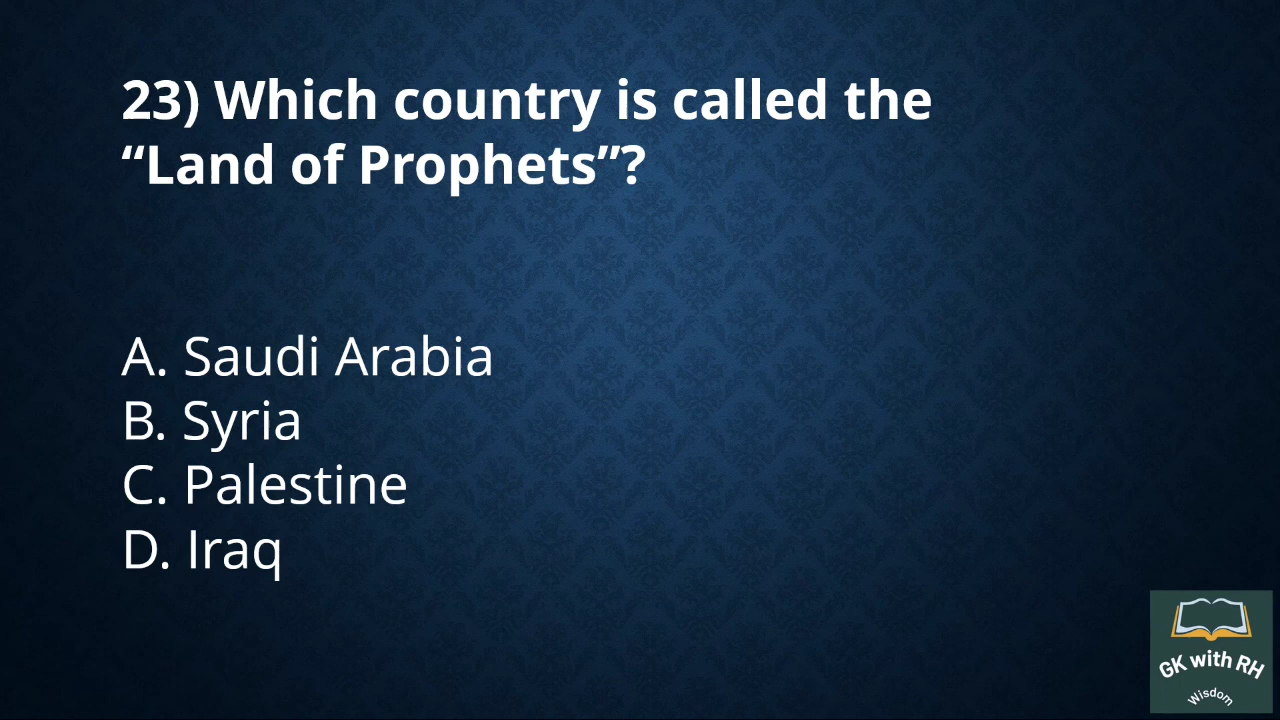 23) Which country is called the
“Land of Prophets”?
A. Saudi Arabia
B. Syria
C. Palestine
D. Iraq
GK with RH
Wisdom